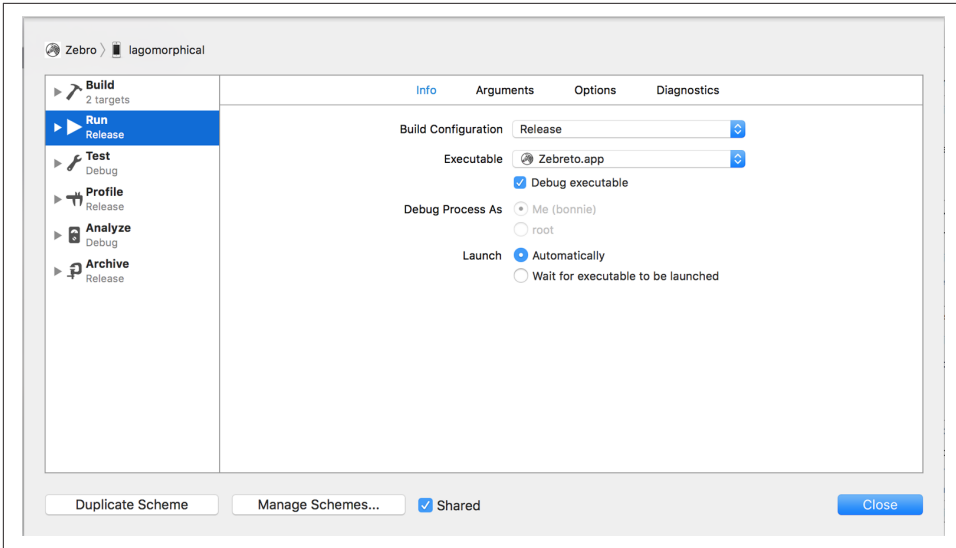 Zebro lagomorphical
Build
2 targets
Run
Release
Test
Debug
Profile
Release
Analyze
Debug
Archive
Release
Info Arguments Options Diagnostics
Build Configuration Release
Executable Zebreto.app
Debug executable
Debug Process As Me (bonnie)
root
Launch Automatically
Wait for executable to be launched
Duplicate Scheme Manage Schemes... Shared Close